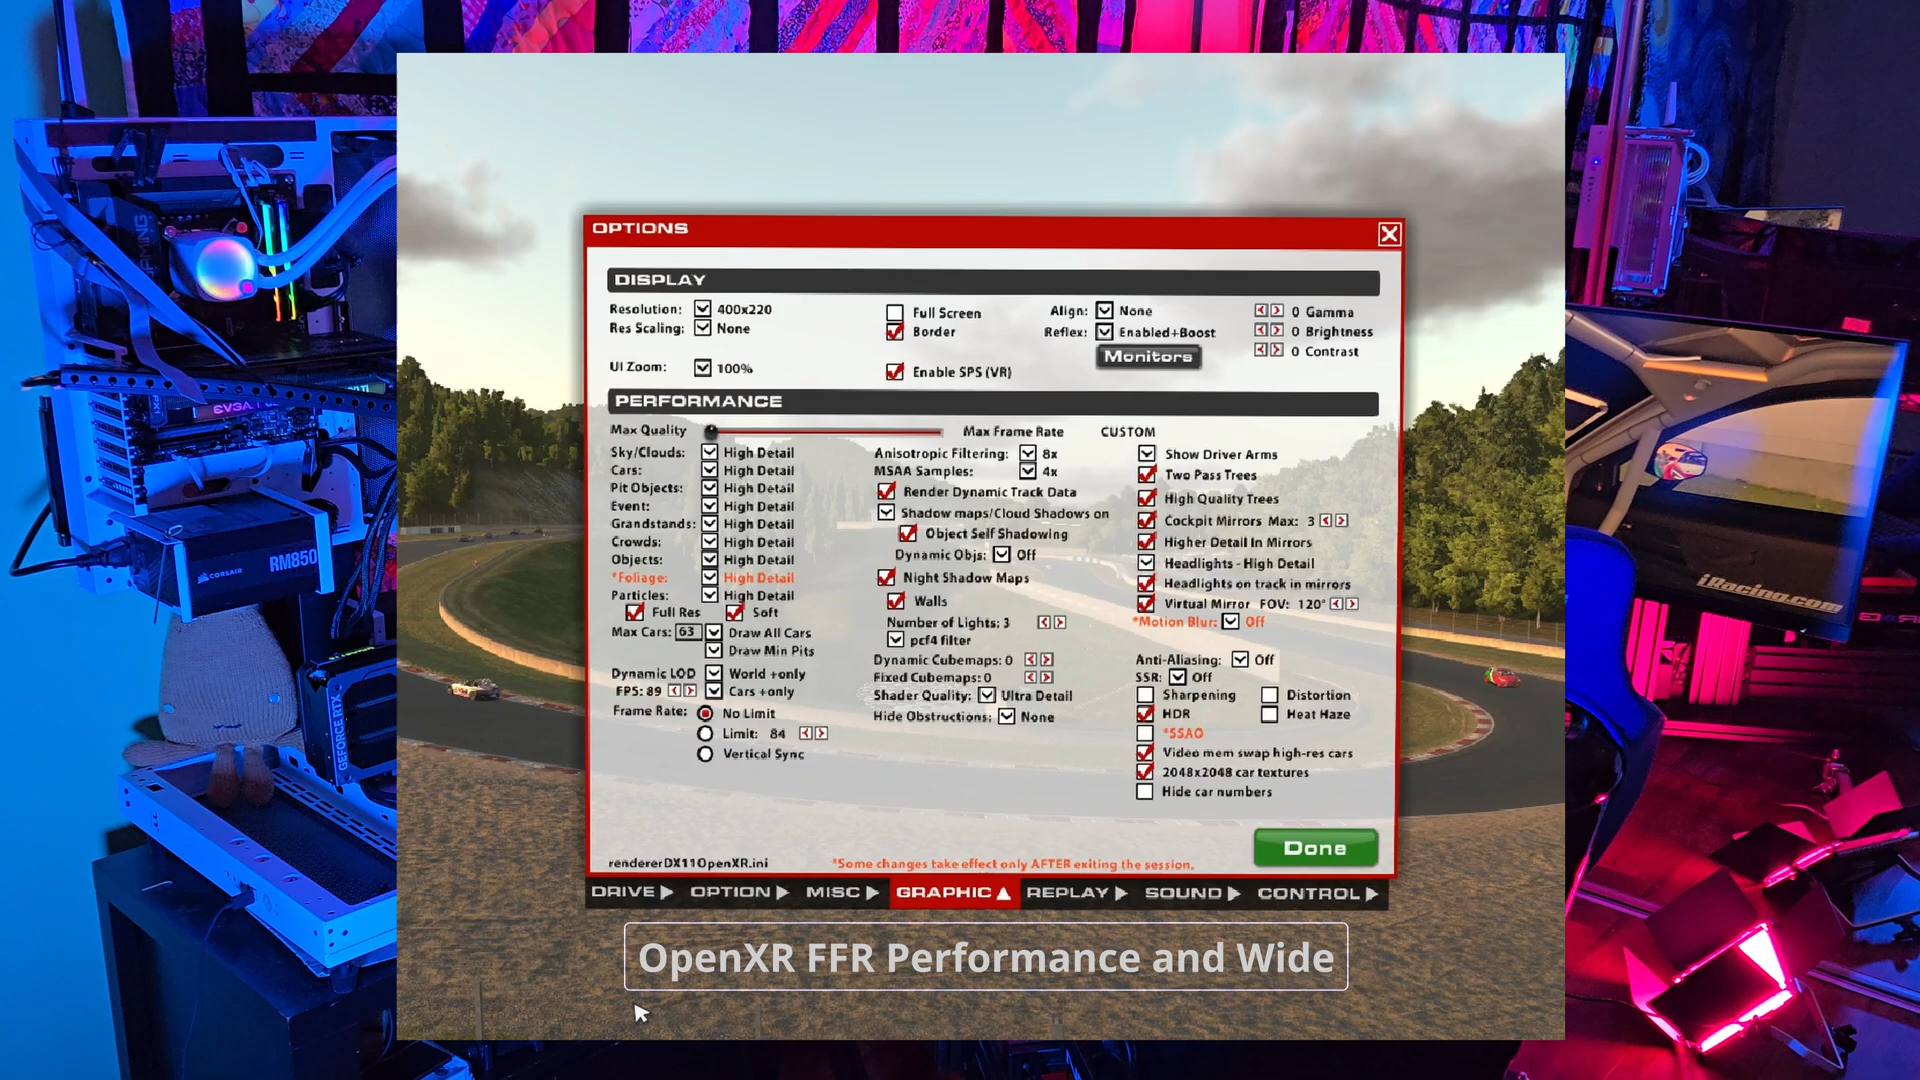 OPTIONS
DISPLAY
Resolution: 400x220
Res Scaling: None
UI Zoom: 100%
Full Screen
Border
Enable SPS (VR)
Align: None
Reflex: Enabled+Boost
Monitors
0 Gamma
0 Brightness
0 Contrast
PERFORMANCE
Max Quality
Max Frame Rate
CUSTOM
Sky/Clouds: High Detail
Cars: High Detail
Pit Objects: High Detail
Event: High Detail
Grandstands: High Detail
Crowds: High Detail
Objects: High Detail
*Foliage: High Detail
Particles: High Detail
Full Res Soft
Max Cars: 63 Draw All Cars
Draw Min Pits
Dynamic LOD World +only
FPS: 89 Cars +only
Frame Rate: No Limit
Limit: 84
Vertical Sync
Anisotropic Filtering: 8x
MSAA Samples: 4x
Render Dynamic Track Data
Shadow maps/Cloud Shadows on
Object Self Shadowing
Dynamic Objs: Off
Night Shadow Maps
Walls
Number of Lights: 3
pcf4 filter
Dynamic Cubemaps: 0
Fixed Cubemaps: 0
Shader Quality: Ultra Detail
Hide Obstructions: None
Show Driver Arms
Two Pass Trees
High Quality Trees
Cockpit Mirrors Max: 3
Higher Detail In Mirrors
Headlights - High Detail
Headlights on track in mirrors
Virtual Mirror FOV: 120°
*Motion Blur: Off
Anti-Aliasing: Off
SSR: Off
Sharpening Distortion
HDR Heat Haze
*SSAO
Video mem swap high-res cars
2048x2048 car textures
Hide car numbers
rendererDX11OpenXR.ini
*Some changes take effect only AFTER exiting the session.
Done
DRIVE OPTION MISC GRAPHIC REPLAY SOUND CONTROL
OpenXR FFR Performance and Wide
EVGA
CORSAIR RM850
GEFORCE RTX
iRacing.com